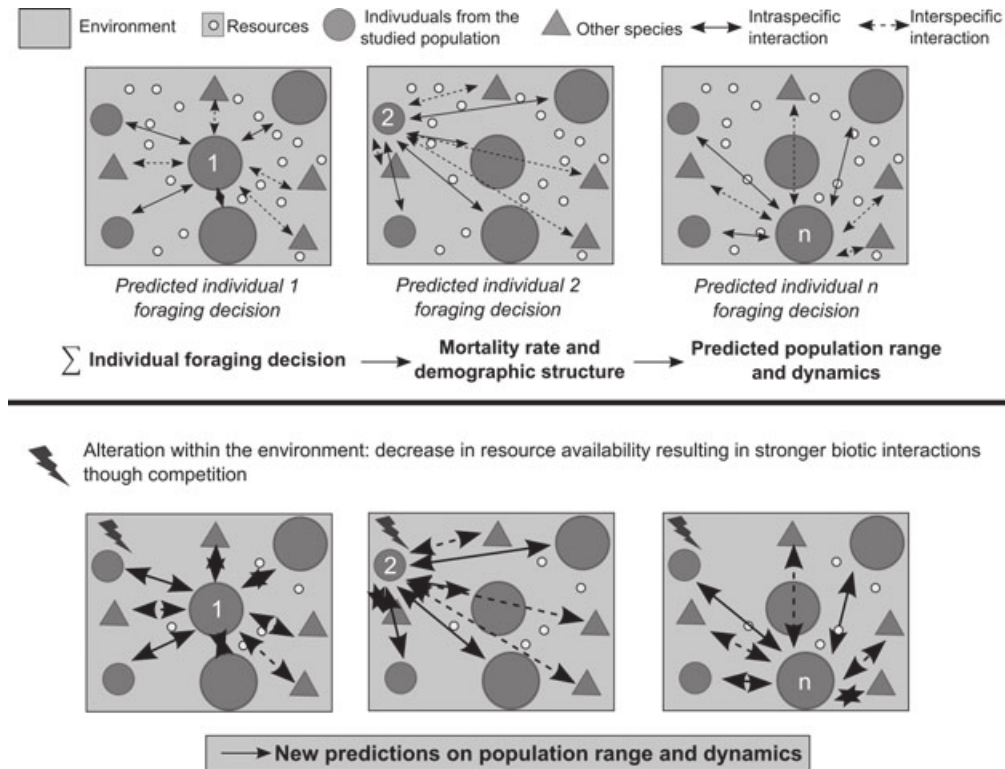 Environment
Resources
Indivuduals from the
studied population
Other species
Intraspecific
interaction
Interspecific
interaction
1
2
n
Predicted individual 1
foraging decision
Predicted individual 2
foraging decision
Predicted individual n
foraging decision
∑ Individual foraging decision
Mortality rate and
demographic structure
Predicted population range
and dynamics
Alteration within the environment: decrease in resource availability resulting in stronger biotic interactions
though competition
1
2
n
New predictions on population range and dynamics